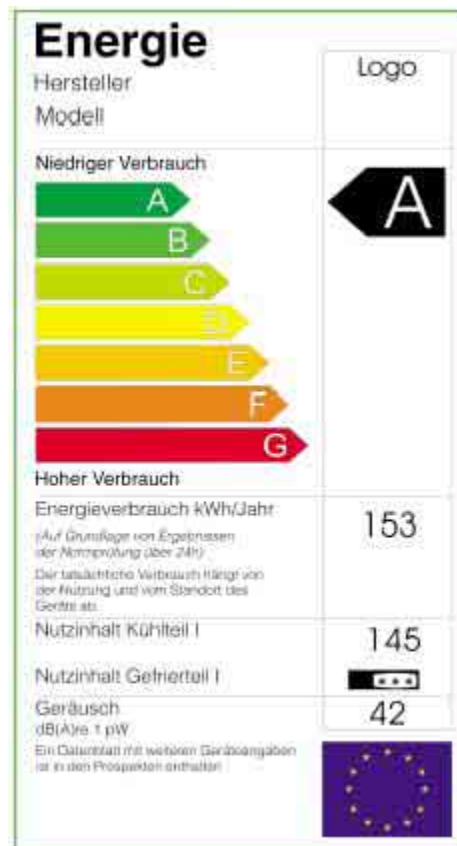 Energie
Logo
Hersteller
Modell
Niedriger Verbrauch
A
A
B
C
D
E
F
G
Hoher Verbrauch
Energieverbrauch kWh/Jahr
153
(Auf Grundlage von Ergebnissen
der Normprüfung über 24h)
Der tatsächliche Verbrauch hängt von
der Nutzung und vom Standort des
Geräts ab.
Nutzinhalt Kühlteil l
145
Nutzinhalt Gefrierteil l
Geräusch
42
dB(A)re 1 pW
Ein Datenblatt mit weiteren Geräteangaben
ist in den Prospekten enthalten